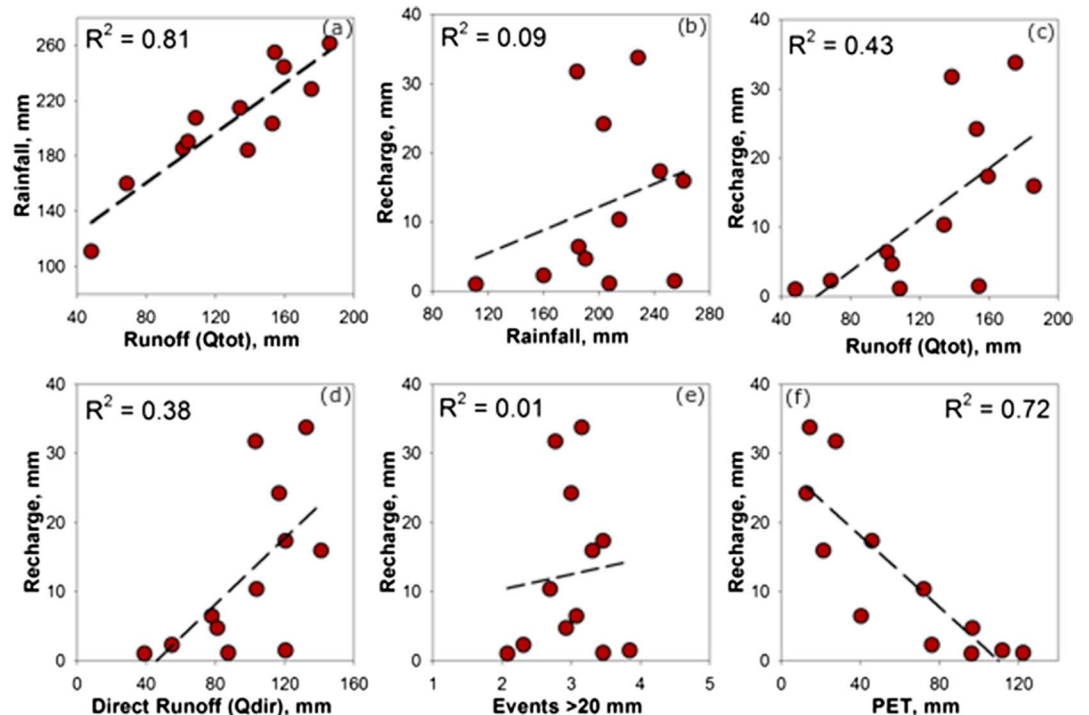 R² = 0.81
(a)
Rainfall, mm
260
220
180
140
100
40
80
120
160
200
Runoff (Qtot), mm
R² = 0.09
(b)
Recharge, mm
40
30
20
10
0
80
120
160
200
240
280
Rainfall, mm
R² = 0.43
(c)
Recharge, mm
40
30
20
10
0
40
80
120
160
200
Runoff (Qtot), mm
R² = 0.38
(d)
Recharge, mm
40
30
20
10
0
0
40
80
120
160
Direct Runoff (Qdir), mm
R² = 0.01
(e)
Recharge, mm
40
30
20
10
0
1
2
3
4
5
Events >20 mm
(f)
R² = 0.72
Recharge, mm
40
30
20
10
0
0
40
80
120
PET, mm